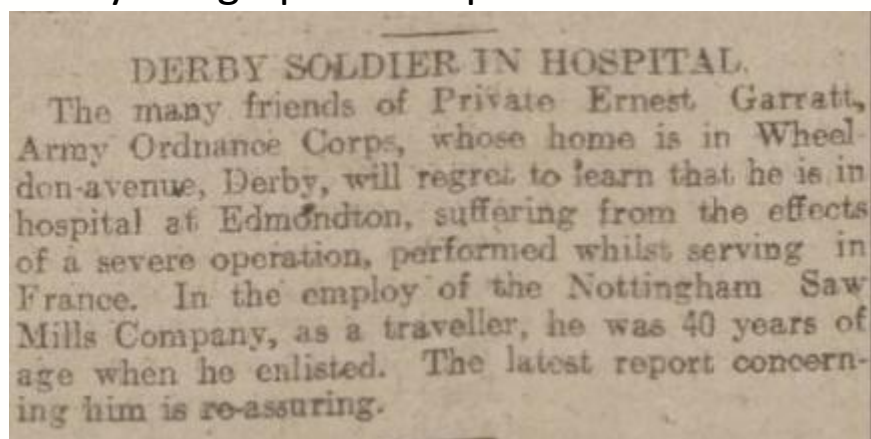 DERBY SOLDIER IN HOSPITAL.
The many friends of Private Ernest Garratt,
Army Ordnance Corps, whose home is in Wheel-
don-avenue, Derby, will regret to learn that he is in
hospital at Edmondton, suffering from the effects
of a severe operation, performed whilst serving in
France. In the employ of the Nottingham Saw
Mills Company, as a traveller, he was 40 years of
age when he enlisted. The latest report concern-
ing him is re-assuring.